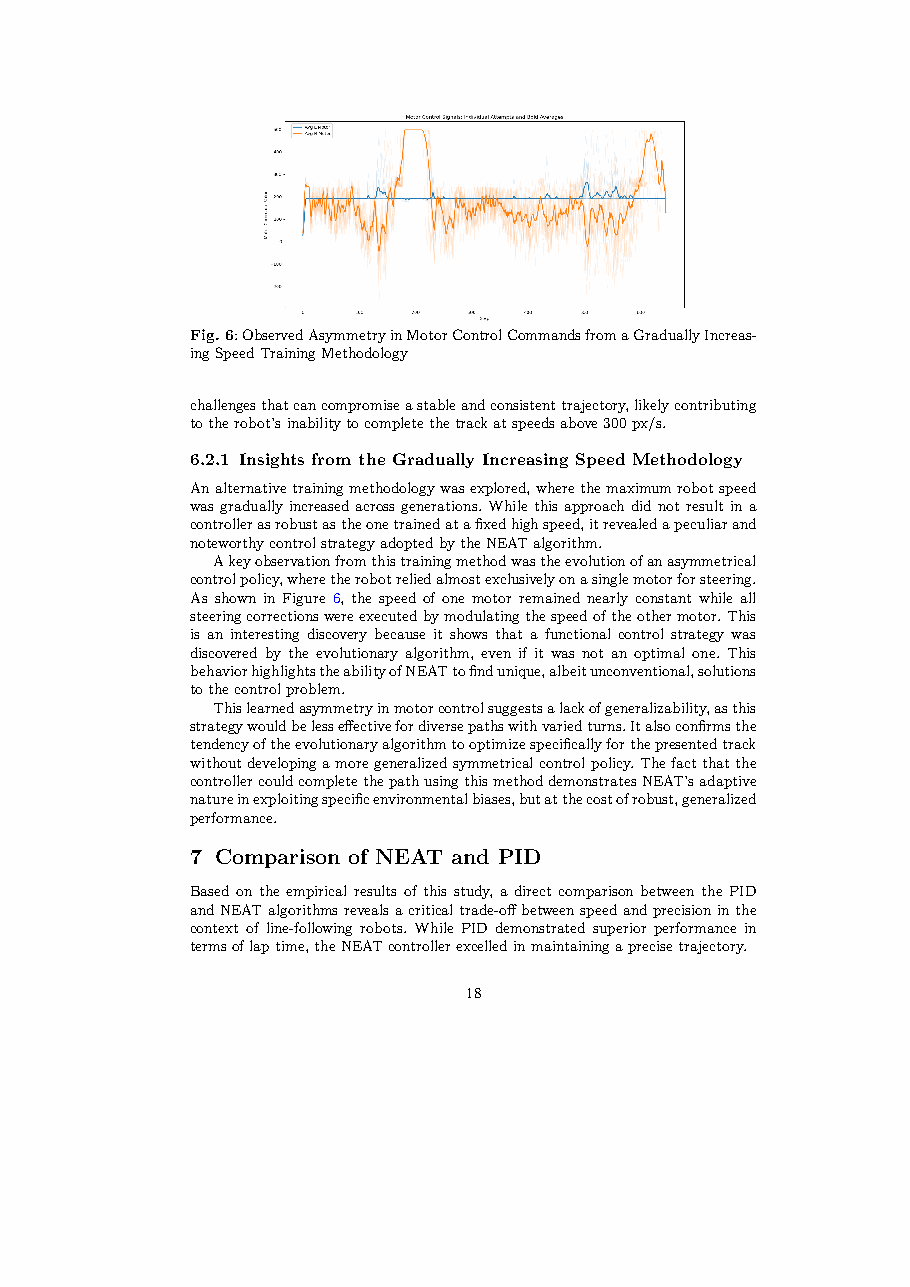 Motor Control Signals: Individual Attempts and Bold Averages
Avg L Motor
Avg R Motor
Fig. 6: Observed Asymmetry in Motor Control Commands from a Gradually Increas-
ing Speed Training Methodology
challenges that can compromise a stable and consistent trajectory, likely contributing
to the robot's inability to complete the track at speeds above 300 px/s.
6.2.1 Insights from the Gradually Increasing Speed Methodology
An alternative training methodology was explored, where the maximum robot speed
was gradually increased across generations. While this approach did not result in a
controller as robust as the one trained at a fixed high speed, it revealed a peculiar and
noteworthy control strategy adopted by the NEAT algorithm.
A key observation from this training method was the evolution of an asymmetrical
control policy, where the robot relied almost exclusively on a single motor for steering.
As shown in Figure 6, the speed of one motor remained nearly constant while all
steering corrections were executed by modulating the speed of the other motor. This
is an interesting discovery because it shows that a functional control strategy was
discovered by the evolutionary algorithm, even if it was not an optimal one. This
behavior highlights the ability of NEAT to find unique, albeit unconventional, solutions
to the control problem.
This learned asymmetry in motor control suggests a lack of generalizability, as this
strategy would be less effective for diverse paths with varied turns. It also confirms the
tendency of the evolutionary algorithm to optimize specifically for the presented track
without developing a more generalized symmetrical control policy. The fact that the
controller could complete the path using this method demonstrates NEAT's adaptive
nature in exploiting specific environmental biases, but at the cost of robust, generalized
performance.
7 Comparison of NEAT and PID
Based on the empirical results of this study, a direct comparison between the PID
and NEAT algorithms reveals a critical trade-off between speed and precision in the
context of line-following robots. While PID demonstrated superior performance in
terms of lap time, the NEAT controller excelled in maintaining a precise trajectory.
18